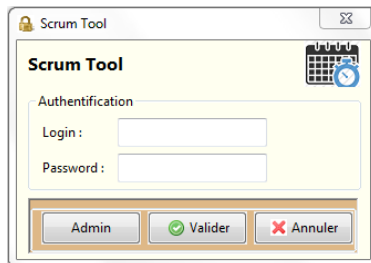 Scrum Tool
Scrum Tool
Authentification
Login :
Password :
Admin Valider Annuler